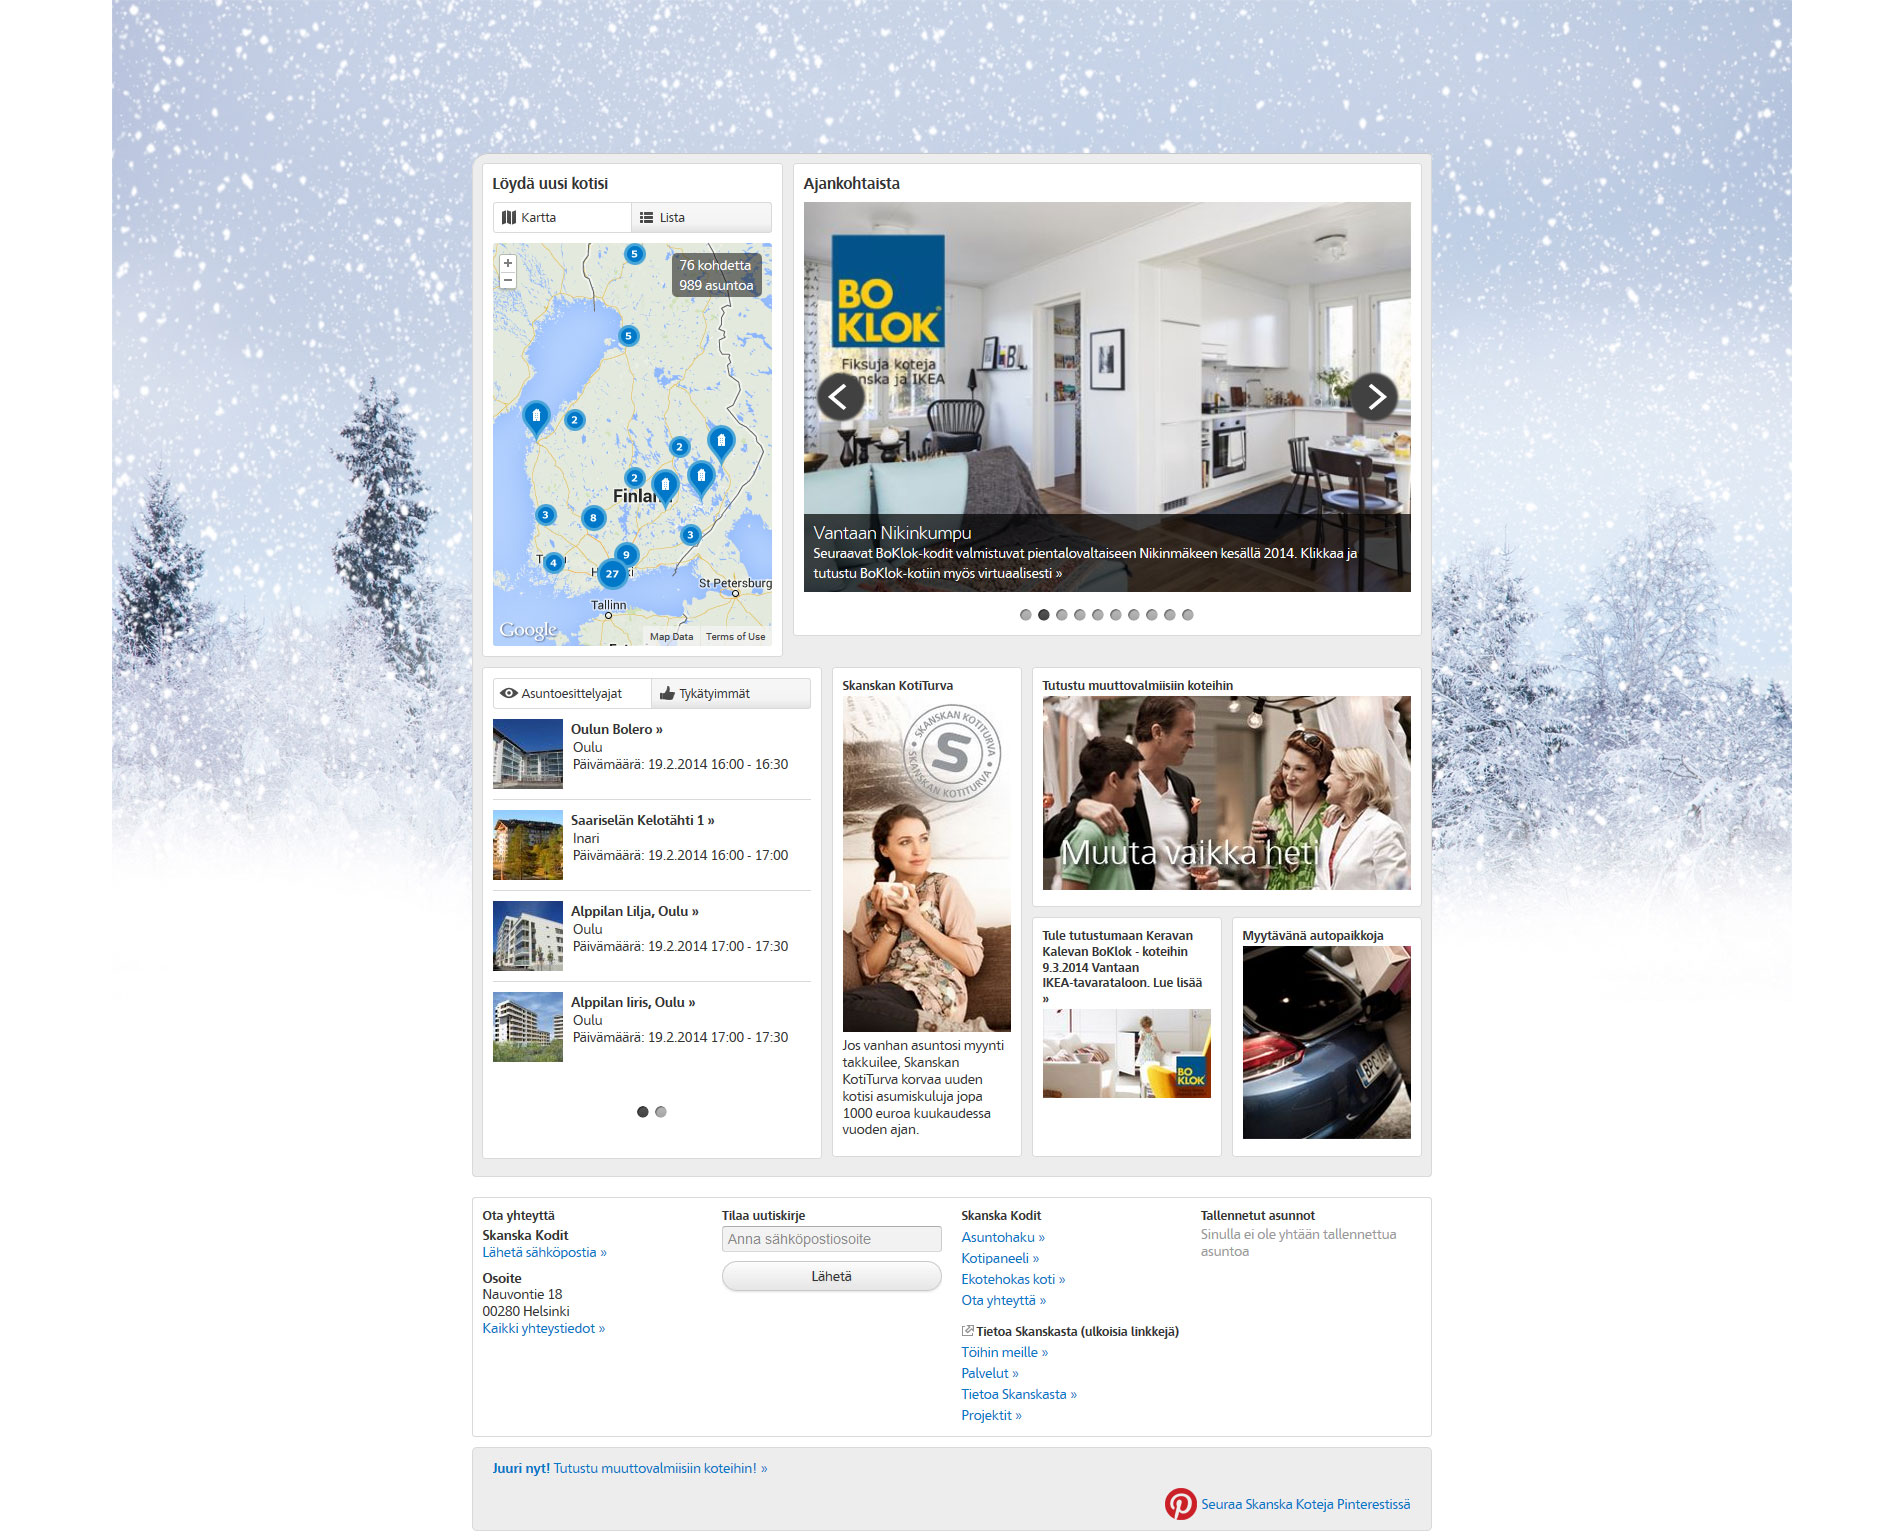 Löydä uusi kotisi
Kartta
Lista
5
76 kohdetta
989 asuntoa
+
−
5
2
2
2
Finlan
3
8
3
9
4
27
St Petersburg
Tallinn
Google
Map Data
Terms of Use
Ajankohtaista
BO
KLOK®
Fiksuja koteja
ska ja IKEA
Vantaan Nikinkumpu
Seuraavat BoKlok-kodit valmistuvat pientalovaltaiseen Nikinmäkeen kesällä 2014. Klikkaa ja
tutustu BoKlok-kotiin myös virtuaalisesti »
Asuntoesittelyajat
Tykätyimmät
Oulun Bolero »
Oulu
Päivämäärä: 19.2.2014 16:00 - 16:30
Saariselän Kelotähti 1 »
Inari
Päivämäärä: 19.2.2014 16:00 - 17:00
Alppilan Lilja, Oulu »
Oulu
Päivämäärä: 19.2.2014 17:00 - 17:30
Alppilan Iiris, Oulu »
Oulu
Päivämäärä: 19.2.2014 17:00 - 17:30
Skanskan KotiTurva
SKANSKAN KOTITURVA
S
SKANSKAN KOTITURVA
Jos vanhan asuntosi myynti
takkuilee, Skanskan
KotiTurva korvaa uuden
kotisi asumiskuluja jopa
1000 euroa kuukaudessa
vuoden ajan.
Tutustu muuttovalmiisiin koteihin
Muuta vaikka heti
Tule tutustumaan Keravan
Kalevan BoKlok - koteihin
9.3.2014 Vantaan
IKEA-tavarataloon. Lue lisää
»
BO
KLOK
Myytävänä autopaikkoja
Ota yhteyttä
Skanska Kodit
Lähetä sähköpostia »
Osoite
Nauvontie 18
00280 Helsinki
Kaikki yhteystiedot »
Tilaa uutiskirje
Anna sähköpostiosoite
Lähetä
Skanska Kodit
Asuntohaku »
Kotipaneeli »
Ekotehokas koti »
Ota yhteyttä »
Tietoa Skanskasta (ulkoisia linkkejä)
Töihin meille »
Palvelut »
Tietoa Skanskasta »
Projektit »
Tallennetut asunnot
Sinulla ei ole yhtään tallennettua
asuntoa
Juuri nyt! Tutustu muuttovalmiisiin koteihin! »
Seuraa Skanska Koteja Pinterestissä